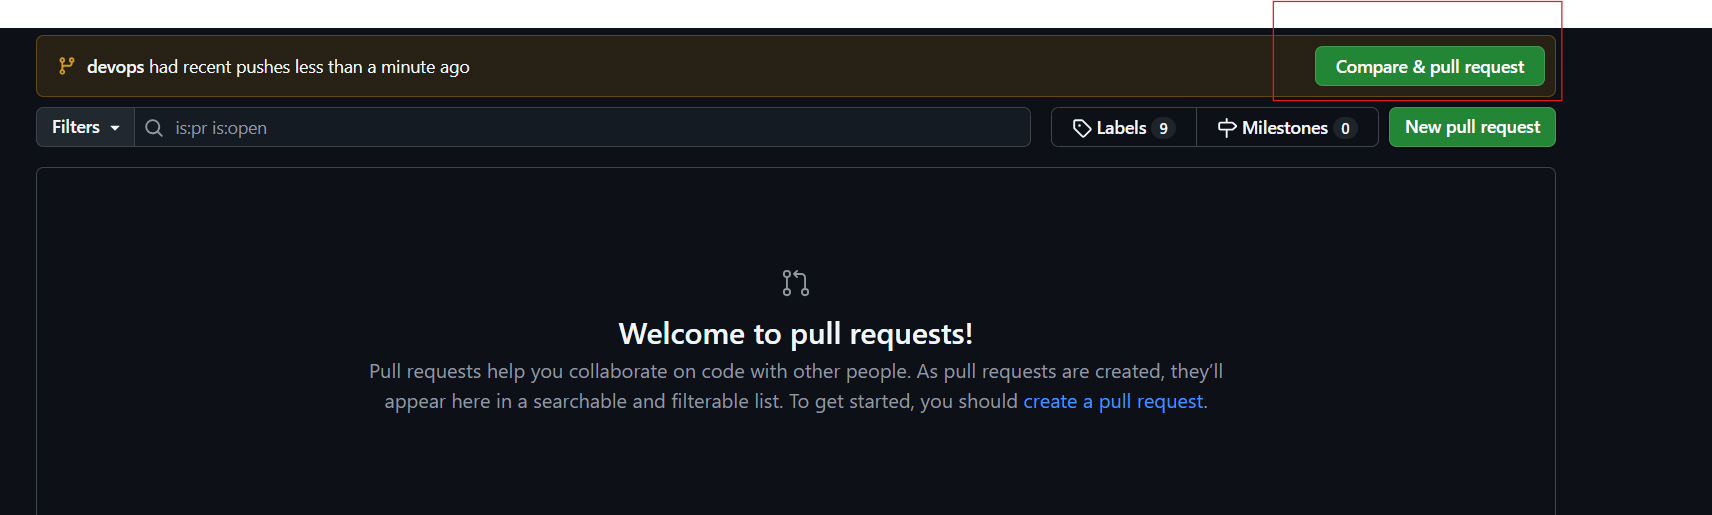 devops had recent pushes less than a minute ago
Compare & pull request
Filters
is:pr is:open
Labels 9
Milestones 0
New pull request
Welcome to pull requests!
Pull requests help you collaborate on code with other people. As pull requests are created, they’ll
appear here in a searchable and filterable list. To get started, you should create a pull request.